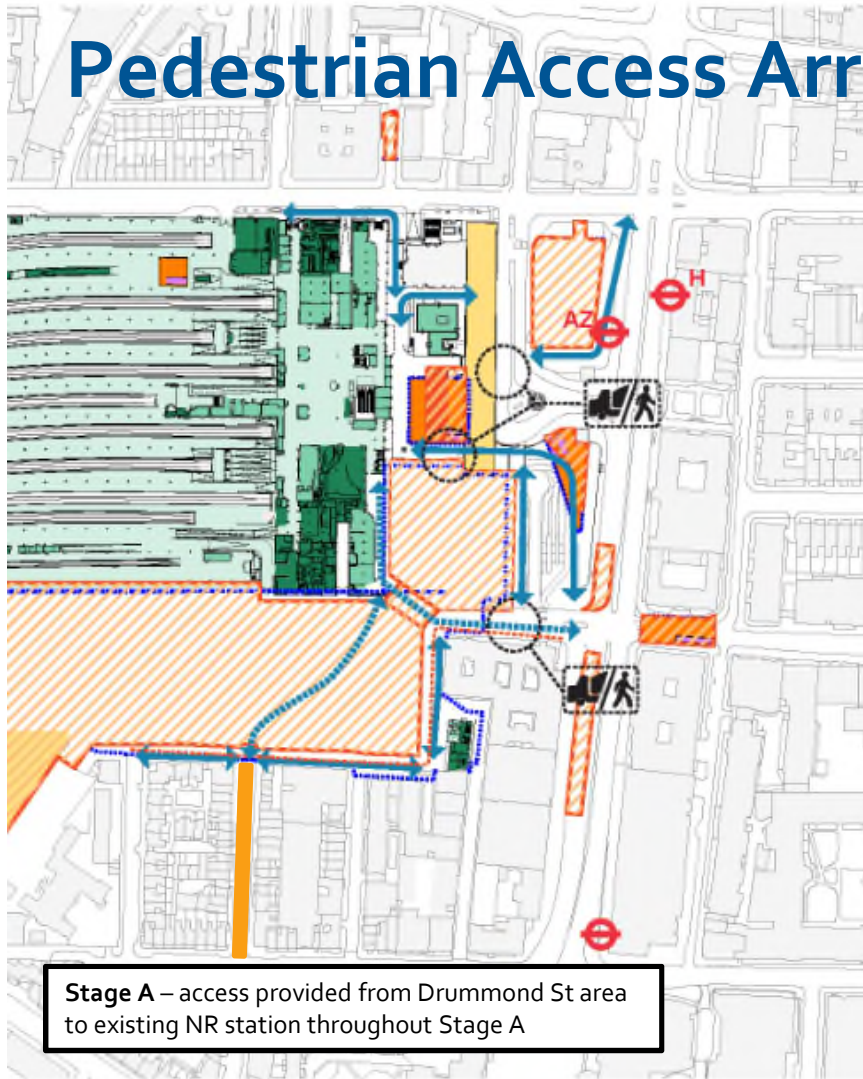 Pedestrian Access Arr
H
AZ
Stage A – access provided from Drummond St area
to existing NR station throughout Stage A